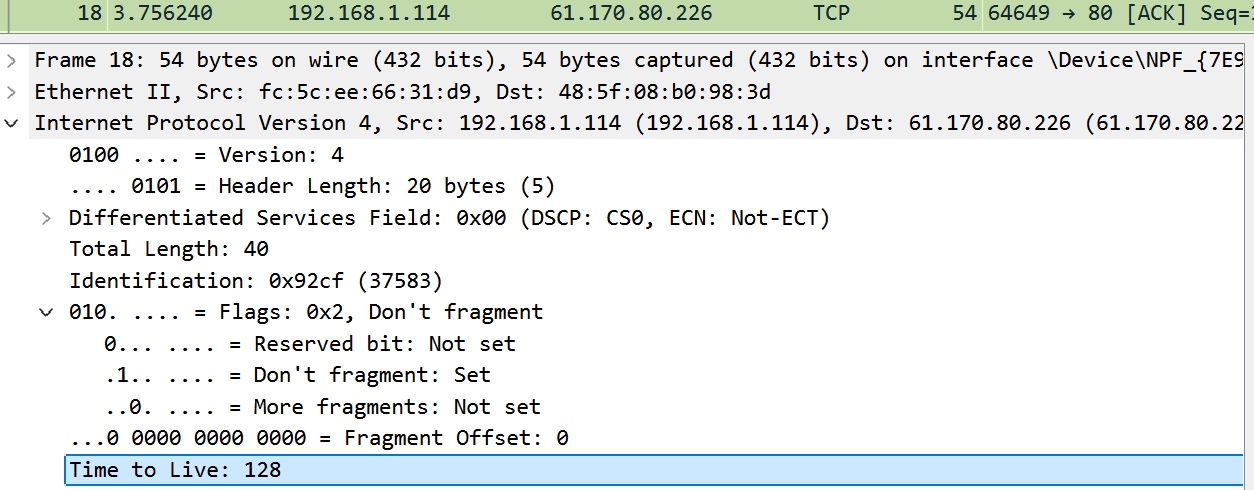 18 3.756240 192.168.1.114 61.170.80.226 TCP 54 64649 → 80 [ACK] Seq=
Frame 18: 54 bytes on wire (432 bits), 54 bytes captured (432 bits) on interface \Device\NPF_{7E9
Ethernet II, Src: fc:5c:ee:66:31:d9, Dst: 48:5f:08:b0:98:3d
Internet Protocol Version 4, Src: 192.168.1.114 (192.168.1.114), Dst: 61.170.80.226 (61.170.80.22
0100 .... = Version: 4
.... 0101 = Header Length: 20 bytes (5)
Differentiated Services Field: 0x00 (DSCP: CS0, ECN: Not-ECT)
Total Length: 40
Identification: 0x92cf (37583)
010. .... = Flags: 0x2, Don't fragment
0... .... = Reserved bit: Not set
.1.. .... = Don't fragment: Set
..0. .... = More fragments: Not set
...0 0000 0000 0000 = Fragment Offset: 0
Time to Live: 128